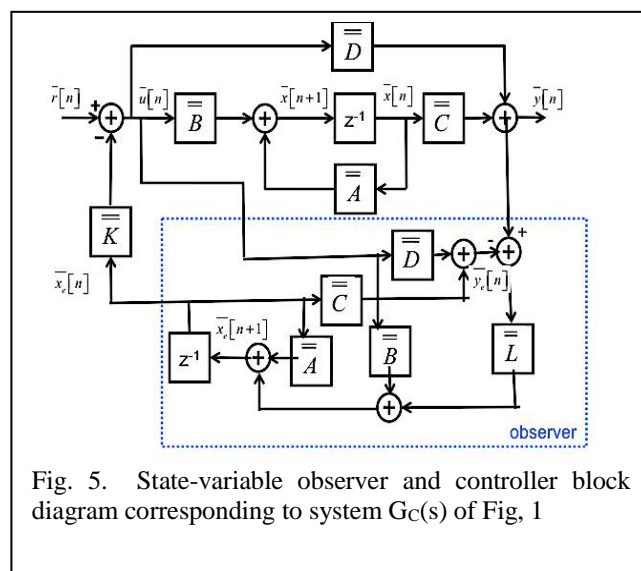 D
r[n] + u[n] B x[n+1] z⁻¹ x[n] C y[n]
+ +
-
A
K
+
D - +
+
x_e[n] C y_e[n]
x_e[n+1]
z⁻¹ + A B L
+
observer
Fig. 5. State-variable observer and controller block
diagram corresponding to system G_C(s) of Fig, 1